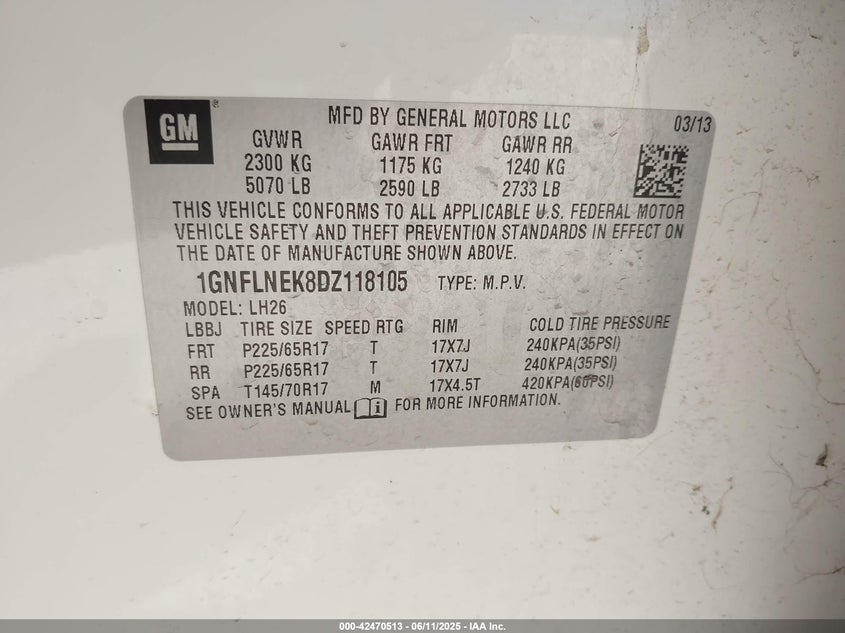 GM®
MFD BY GENERAL MOTORS LLC 03/13
GVWR GAWR FRT GAWR RR
2300 KG 1175 KG 1240 KG
5070 LB 2590 LB 2733 LB
THIS VEHICLE CONFORMS TO ALL APPLICABLE U.S. FEDERAL MOTOR
VEHICLE SAFETY AND THEFT PREVENTION STANDARDS IN EFFECT ON
THE DATE OF MANUFACTURE SHOWN ABOVE.
1GNFLNEK8DZ118105 TYPE: M.P.V.
MODEL: LH26
LBBJ TIRE SIZE SPEED RTG RIM COLD TIRE PRESSURE
FRT P225/65R17 T 17X7J 240KPA(35PSI)
RR P225/65R17 T 17X7J 240KPA(35PSI)
SPA T145/70R17 M 17X4.5T 420KPA(60PSI)
SEE OWNER'S MANUAL FOR MORE INFORMATION.
000-42470513 - 06/11/2025 - IAA Inc.